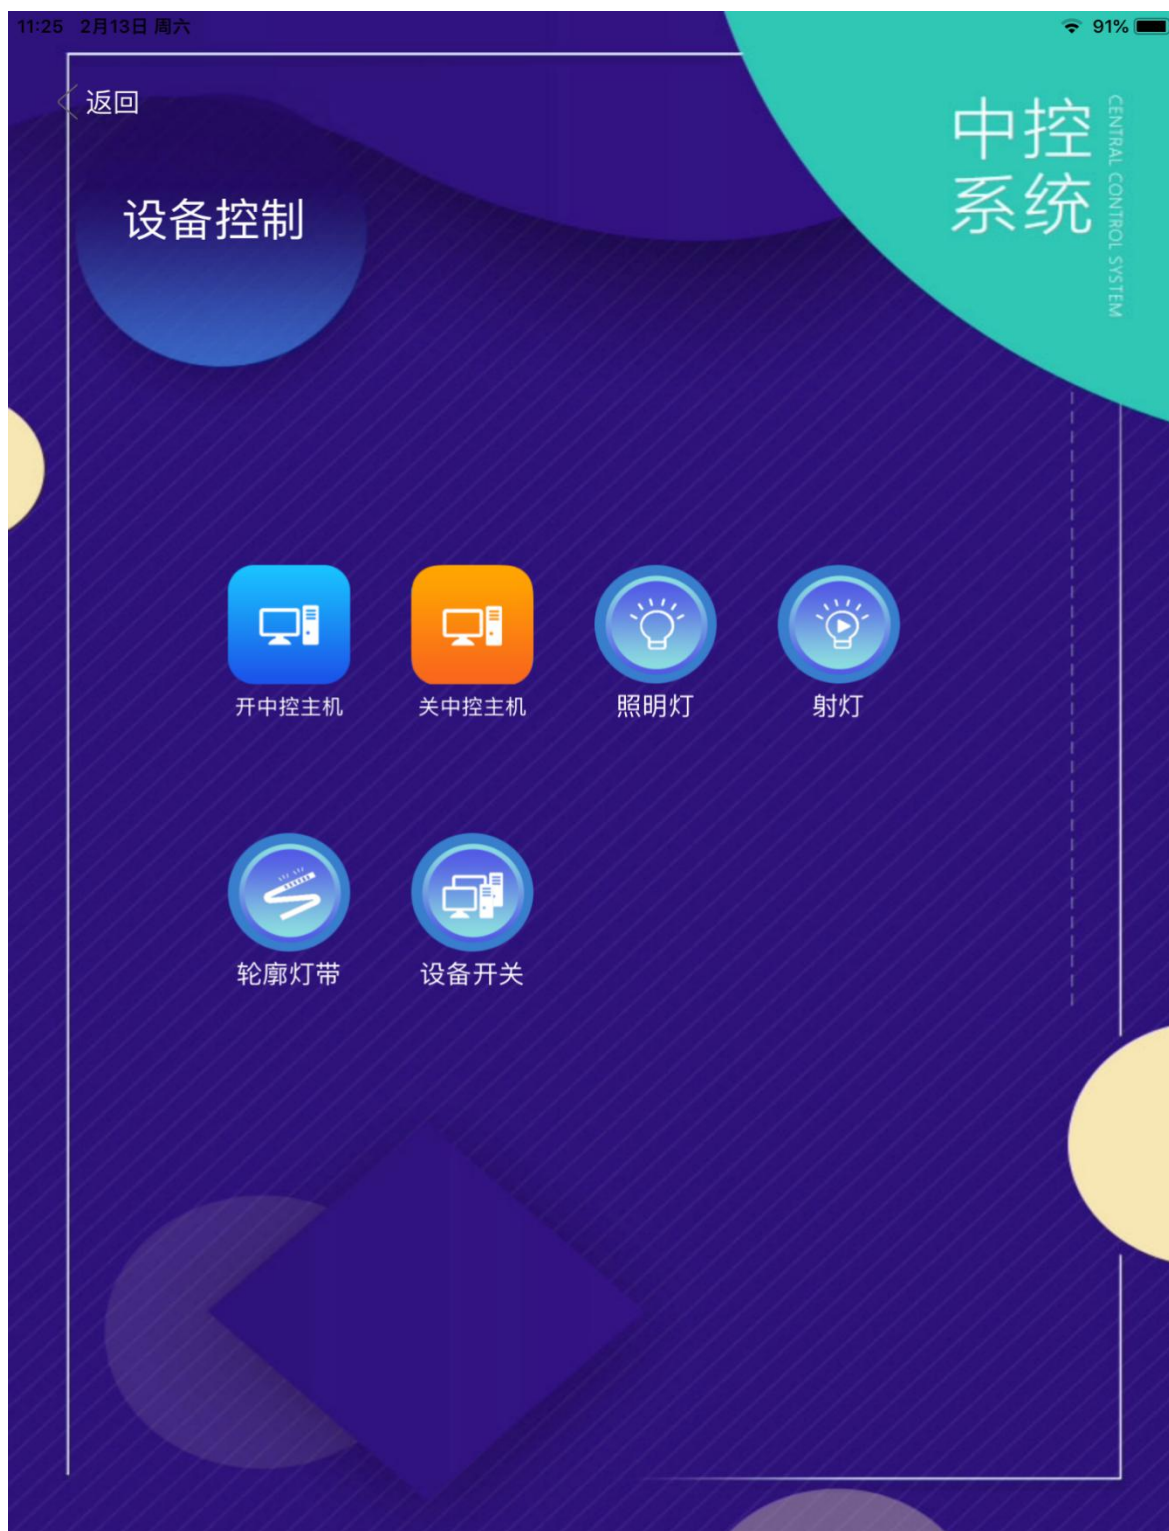 11:25 2月13日 周六
91%
返回
中控
系统
CENTRAL CONTROL SYSTEM
设备控制
开中控主机
关中控主机
照明灯
射灯
轮廓灯带
设备开关